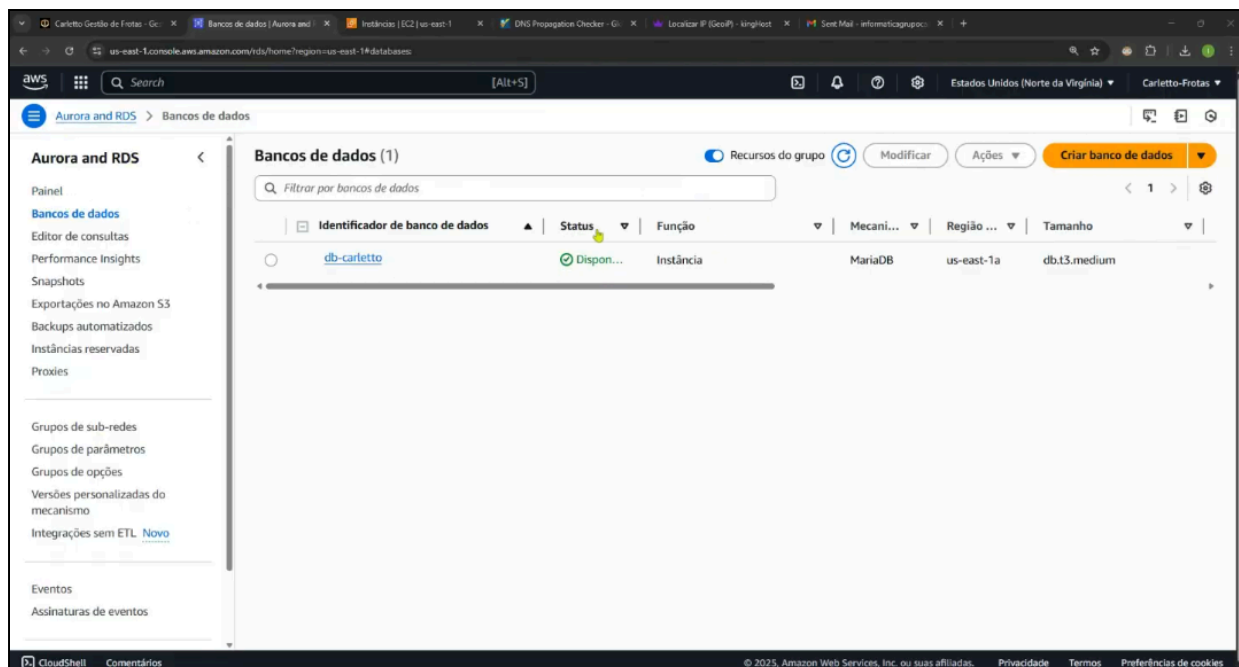 Carletto Gestão de Frotas - Ge
Bancos de dados | Aurora and
Instâncias | EC2 | us-east-1
DNS Propagation Checker - Gl
Localizar IP (GeoIP) - kingHost
Sent Mail - informaticagrupoc
us-east-1.console.aws.amazon.com/rds/home?region=us-east-1#databases:
aws
Search
[Alt+S]
Estados Unidos (Norte da Virgínia)
Carletto-Frotas
Aurora and RDS > Bancos de dados
Aurora and RDS
Painel
Bancos de dados
Editor de consultas
Performance Insights
Snapshots
Exportações no Amazon S3
Backups automatizados
Instâncias reservadas
Proxies
Grupos de sub-redes
Grupos de parâmetros
Grupos de opções
Versões personalizadas do
mecanismo
Integrações sem ETL Novo
Eventos
Assinaturas de eventos
Bancos de dados (1)
Recursos do grupo
Modificar
Ações
Criar banco de dados
Filtrar por bancos de dados
1
Identificador de banco de dados
Status
Função
Mecani...
Região ...
Tamanho
db-carletto
Dispon...
Instância
MariaDB
us-east-1a
db.t3.medium
CloudShell
Comentários
© 2025, Amazon Web Services, Inc. ou suas afiliadas.
Privacidade
Termos
Preferências de cookies